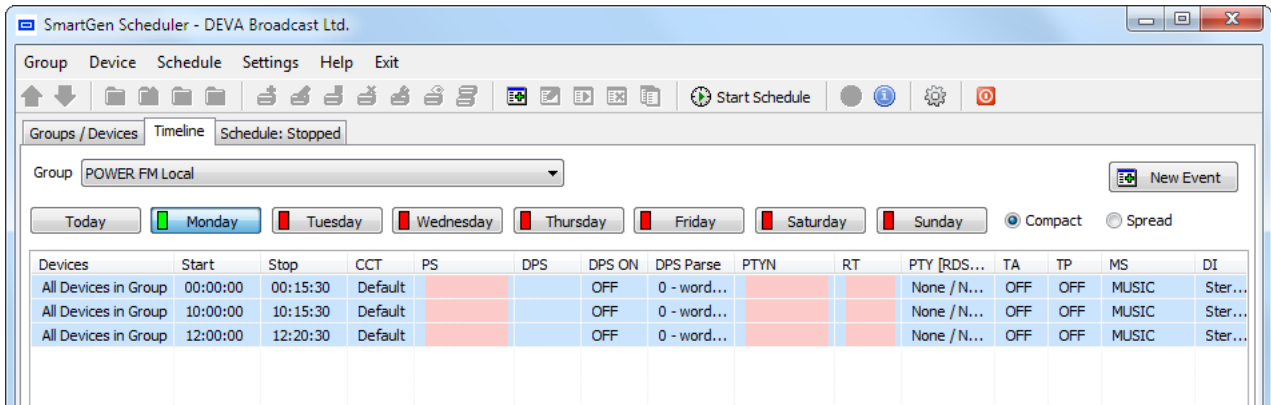 SmartGen Scheduler - DEVA Broadcast Ltd.
Group Device Schedule Settings Help Exit
Start Schedule
Groups / Devices Timeline Schedule: Stopped
Group POWER FM Local New Event
Today Monday Tuesday Wednesday Thursday Friday Saturday Sunday Compact Spread
Devices Start Stop CCT PS DPS DPS ON DPS Parse PTYN RT PTY [RDS... TA TP MS DI
All Devices in Group 00:00:00 00:15:30 Default OFF 0 - word... None / N... OFF OFF MUSIC Ster...
All Devices in Group 10:00:00 10:15:30 Default OFF 0 - word... None / N... OFF OFF MUSIC Ster...
All Devices in Group 12:00:00 12:20:30 Default OFF 0 - word... None / N... OFF OFF MUSIC Ster...